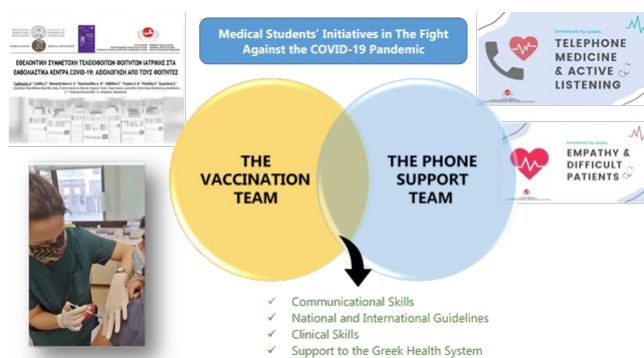 Medical Students' Initiatives in The Fight
Against the COVID-19 Pandemic
ΕΘΕΛΟΝΤΙΚΗ ΣΥΜΜΕΤΟΧΗ ΤΕΛΕΙΟΦΟΙΤΩΝ ΦΟΙΤΗΤΩΝ ΙΑΤΡΙΚΗΣ ΣΤΑ
ΕΜΒΟΛΙΑΣΤΙΚΑ ΚΕΝΤΡΑ COVID-19: ΑΞΙΟΛΟΓΗΣΗ ΑΠΟ ΤΟΥΣ ΦΟΙΤΗΤΕΣ
TELEPHONE
MEDICINE
& ACTIVE
LISTENING
EMPATHY &
DIFFICULT
PATIENTS
THE
VACCINATION
TEAM
THE PHONE
SUPPORT
TEAM
✓ Communicational Skills
✓ National and International Guidelines
✓ Clinical Skills
✓ Support to the Greek Health System